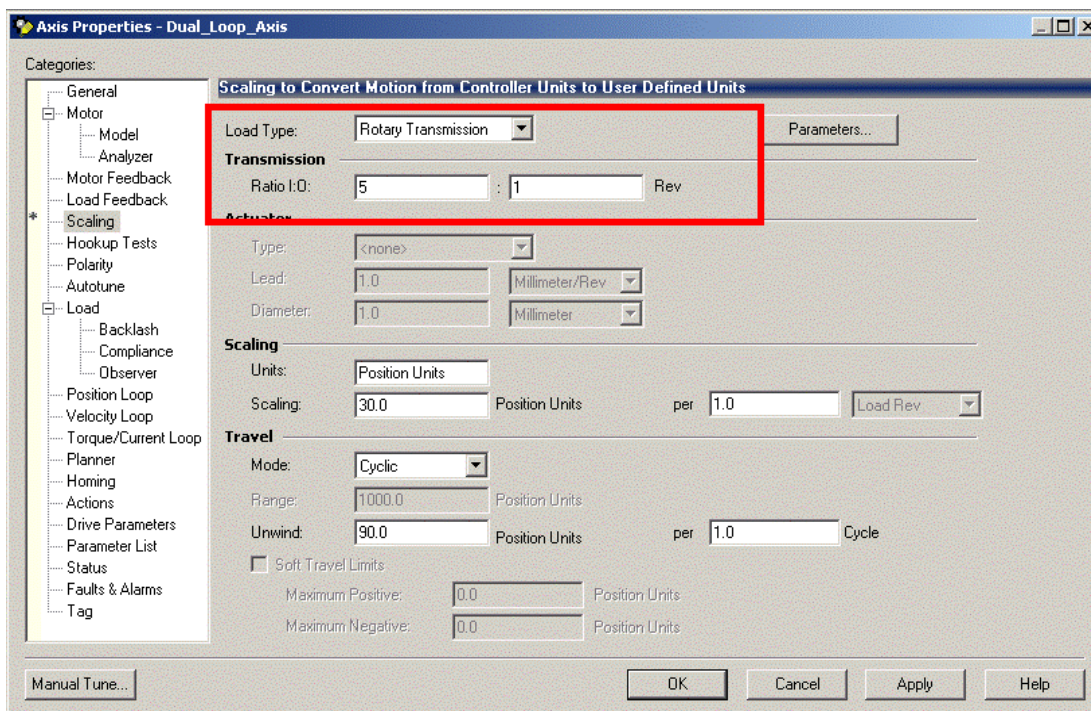 Axis Properties - Dual_Loop_Axis
Categories:
General
Motor
Model
Analyzer
Motor Feedback
Load Feedback
* Scaling
Hookup Tests
Polarity
Autotune
Load
Backlash
Compliance
Observer
Position Loop
Velocity Loop
Torque/Current Loop
Planner
Homing
Actions
Drive Parameters
Parameter List
Status
Faults & Alarms
Tag
Scaling to Convert Motion from Controller Units to User Defined Units
Load Type: Rotary Transmission Parameters...
Transmission
Ratio I:O: 5 : 1 Rev
Actuator
Type: <none>
Lead: 1.0 Millimeter/Rev
Diameter: 1.0 Millimeter
Scaling
Units: Position Units
Scaling: 30.0 Position Units per 1.0 Load Rev
Travel
Mode: Cyclic
Range: 1000.0 Position Units
Unwind: 90.0 Position Units per 1.0 Cycle
Soft Travel Limits
Maximum Positive: 0.0 Position Units
Maximum Negative: 0.0 Position Units
Manual Tune... OK Cancel Apply Help